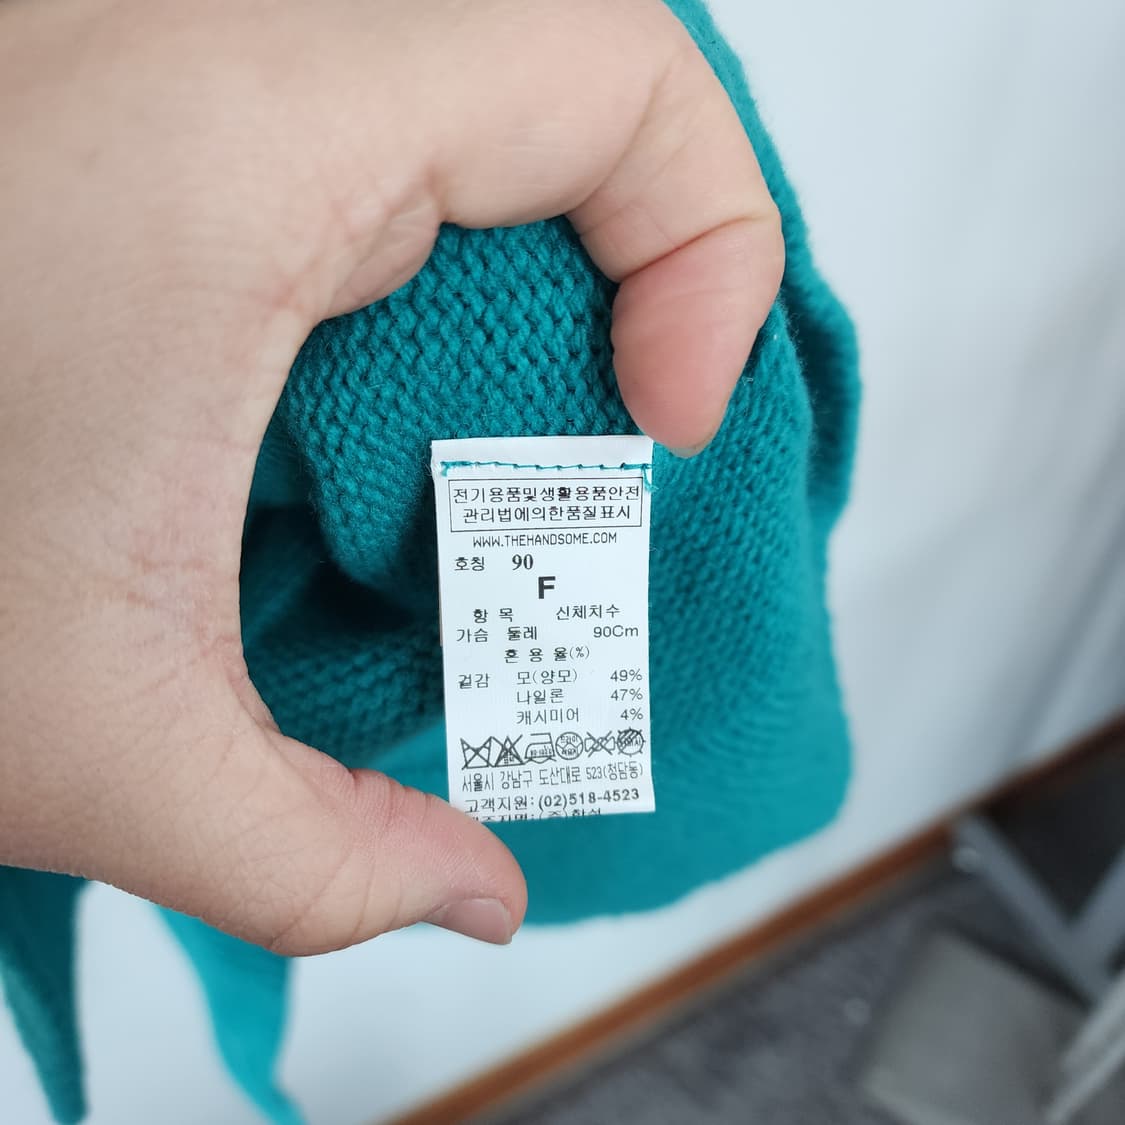 전기용품및생활용품안전
관리법에의한품질표시
WWW.THEHANDSOME.COM
호칭 90
F
항 목 신체치수
가슴 둘레 90Cm
혼 용 율(%)
겉감 모(양모) 49%
나일론 47%
캐시미어 4%
서울시 강남구 도산대로 523(청담동)
고객지원: (02)518-4523